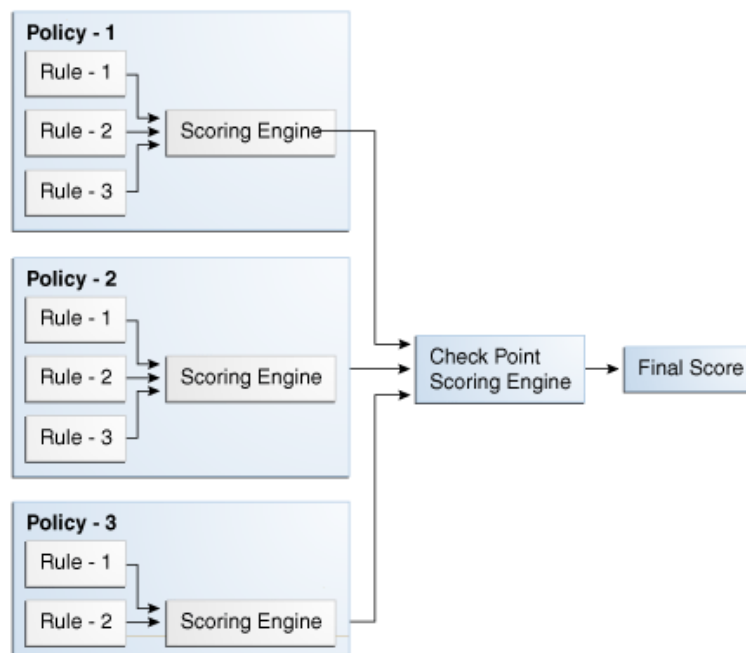 Policy - 1
Rule - 1
Rule - 2
Rule - 3
Scoring Engine
Policy - 2
Rule - 1
Rule - 2
Rule - 3
Scoring Engine
Policy - 3
Rule - 1
Rule - 2
Scoring Engine
Check Point
Scoring Engine
Final Score